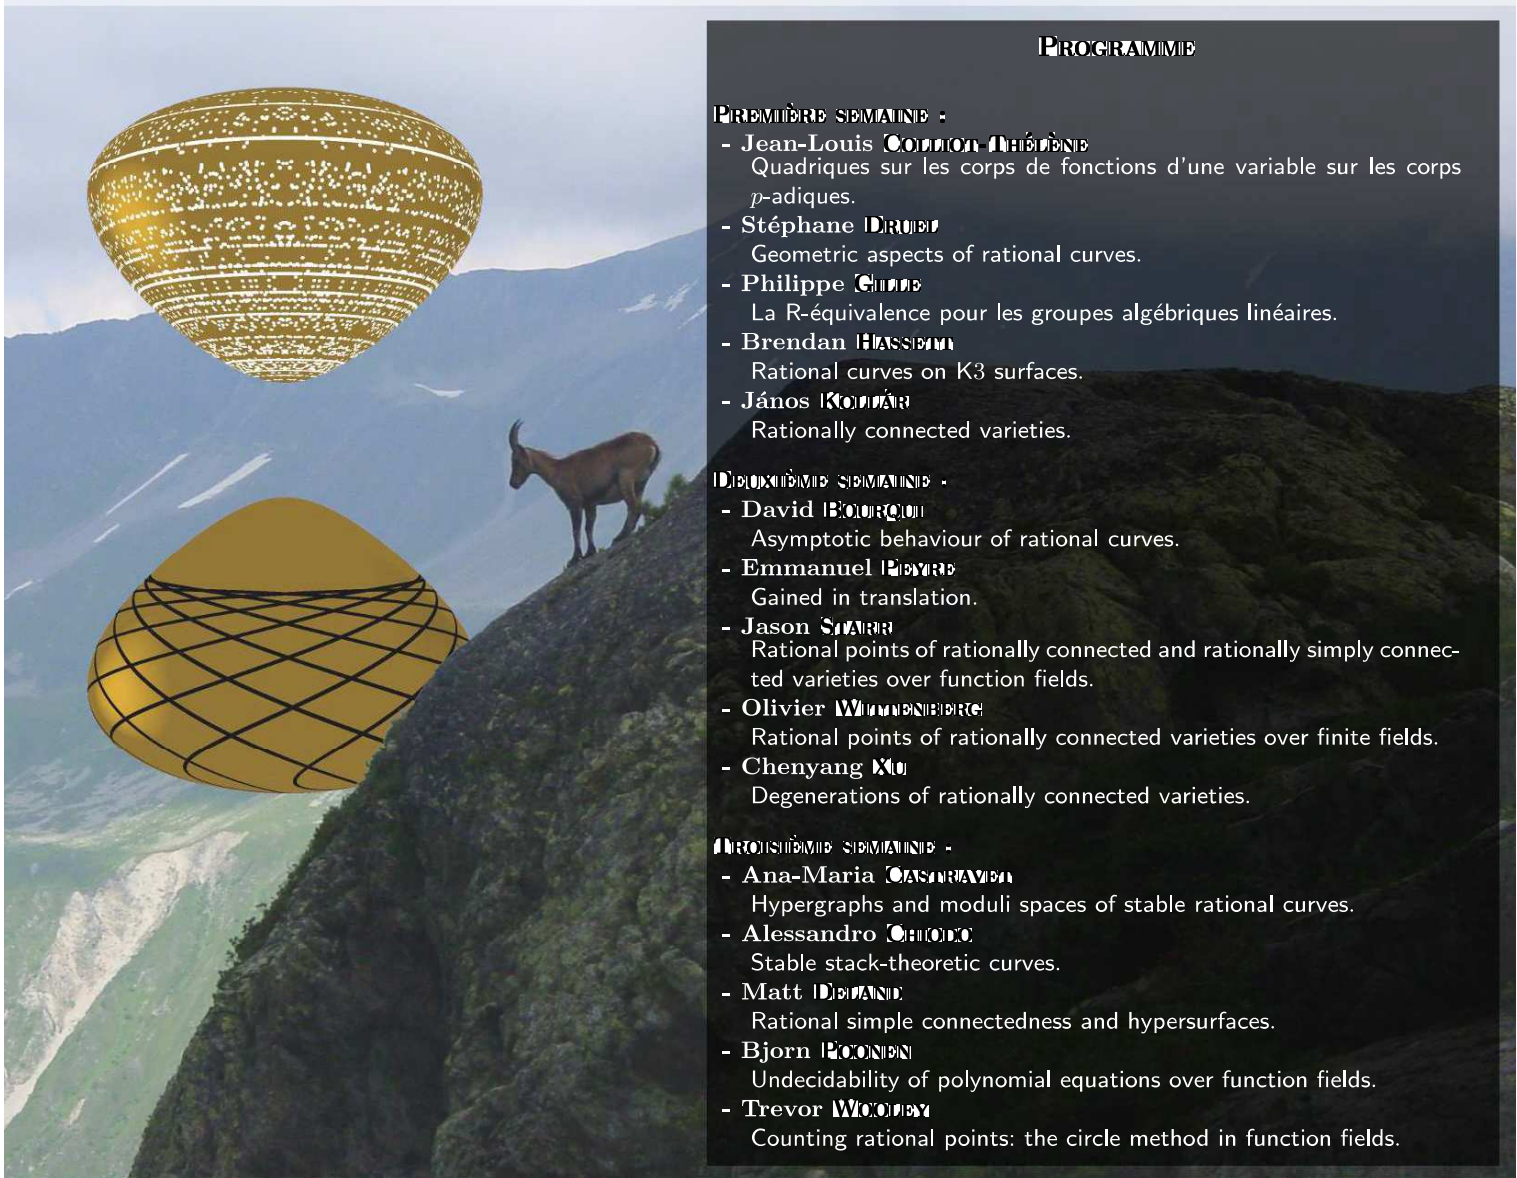 Programme
Première semaine :
- Jean-Louis Colliot-Thélène
Quadriques sur les corps de fonctions d'une variable sur les corps
p-adiques.
- Stéphane Druel
Geometric aspects of rational curves.
- Philippe Gille
La R-équivalence pour les groupes algébriques linéaires.
- Brendan Hassett
Rational curves on K3 surfaces.
- János Kollár
Rationally connected varieties.
Deuxième semaine :
- David Bourqui
Asymptotic behaviour of rational curves.
- Emmanuel Peyre
Gained in translation.
- Jason Starr
Rational points of rationally connected and rationally simply connec-
ted varieties over function fields.
- Olivier Wittenberg
Rational points of rationally connected varieties over finite fields.
- Chenyang Xu
Degenerations of rationally connected varieties.
Troisième semaine :
- Ana-Maria Castravet
Hypergraphs and moduli spaces of stable rational curves.
- Alessandro Chiodo
Stable stack-theoretic curves.
- Matt Deland
Rational simple connectedness and hypersurfaces.
- Bjorn Poonen
Undecidability of polynomial equations over function fields.
- Trevor Wooley
Counting rational points: the circle method in function fields.